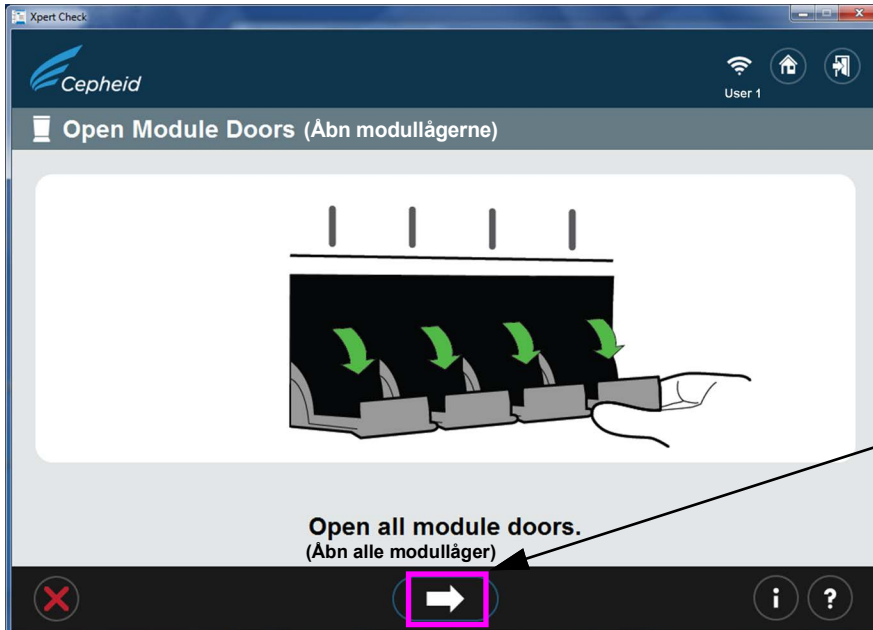 Xpert Check
Cepheid
User 1
Open Module Doors (Åbn modullågerne)
Open all module doors.
(Åbn alle modullåger)
i ?